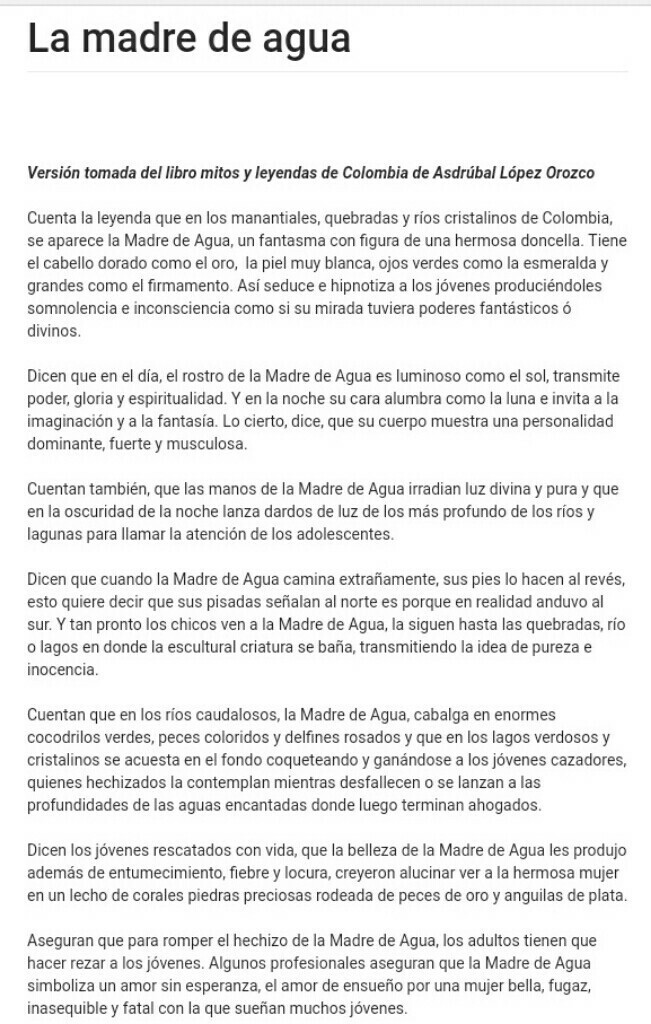 La madre de agua
Versión tomada del libro mitos y leyendas de Colombia de Asdrúbal López Orozco
Cuenta la leyenda que en los manantiales, quebradas y ríos cristalinos de Colombia,
se aparece la Madre de Agua, un fantasma con figura de una hermosa doncella. Tiene
el cabello dorado como el oro, la piel muy blanca, ojos verdes como la esmeralda y
grandes como el firmamento. Así seduce e hipnotiza a los jóvenes produciéndoles
somnolencia e inconsciencia como si su mirada tuviera poderes fantásticos ó
divinos.
Dicen que en el día, el rostro de la Madre de Agua es luminoso como el sol, transmite
poder, gloria y espiritualidad. Y en la noche su cara alumbra como la luna e invita a la
imaginación y a la fantasía. Lo cierto, dice, que su cuerpo muestra una personalidad
dominante, fuerte y musculosa.
Cuentan también, que las manos de la Madre de Agua irradian luz divina y pura y que
en la oscuridad de la noche lanza dardos de luz de los más profundo de los ríos y
lagunas para llamar la atención de los adolescentes.
Dicen que cuando la Madre de Agua camina extrañamente, sus pies lo hacen al revés,
esto quiere decir que sus pisadas señalan al norte es porque en realidad anduvo al
sur. Y tan pronto los chicos ven a la Madre de Agua, la siguen hasta las quebradas, río
o lagos en donde la escultural criatura se baña, transmitiendo la idea de pureza e
inocencia.
Cuentan que en los ríos caudalosos, la Madre de Agua, cabalga en enormes
cocodrilos verdes, peces coloridos y delfines rosados y que en los lagos verdosos y
cristalinos se acuesta en el fondo coqueteando y ganándose a los jóvenes cazadores,
quienes hechizados la contemplan mientras desfallecen o se lanzan a las
profundidades de las aguas encantadas donde luego terminan ahogados.
Dicen los jóvenes rescatados con vida, que la belleza de la Madre de Agua les produjo
además de entumecimiento, fiebre y locura, creyeron alucinar ver a la hermosa mujer
en un lecho de corales piedras preciosas rodeada de peces de oro y anguilas de plata.
Aseguran que para romper el hechizo de la Madre de Agua, los adultos tienen que
hacer rezar a los jóvenes. Algunos profesionales aseguran que la Madre de Agua
simboliza un amor sin esperanza, el amor de ensueño por una mujer bella, fugaz,
inasequible y fatal con la que sueñan muchos jóvenes.